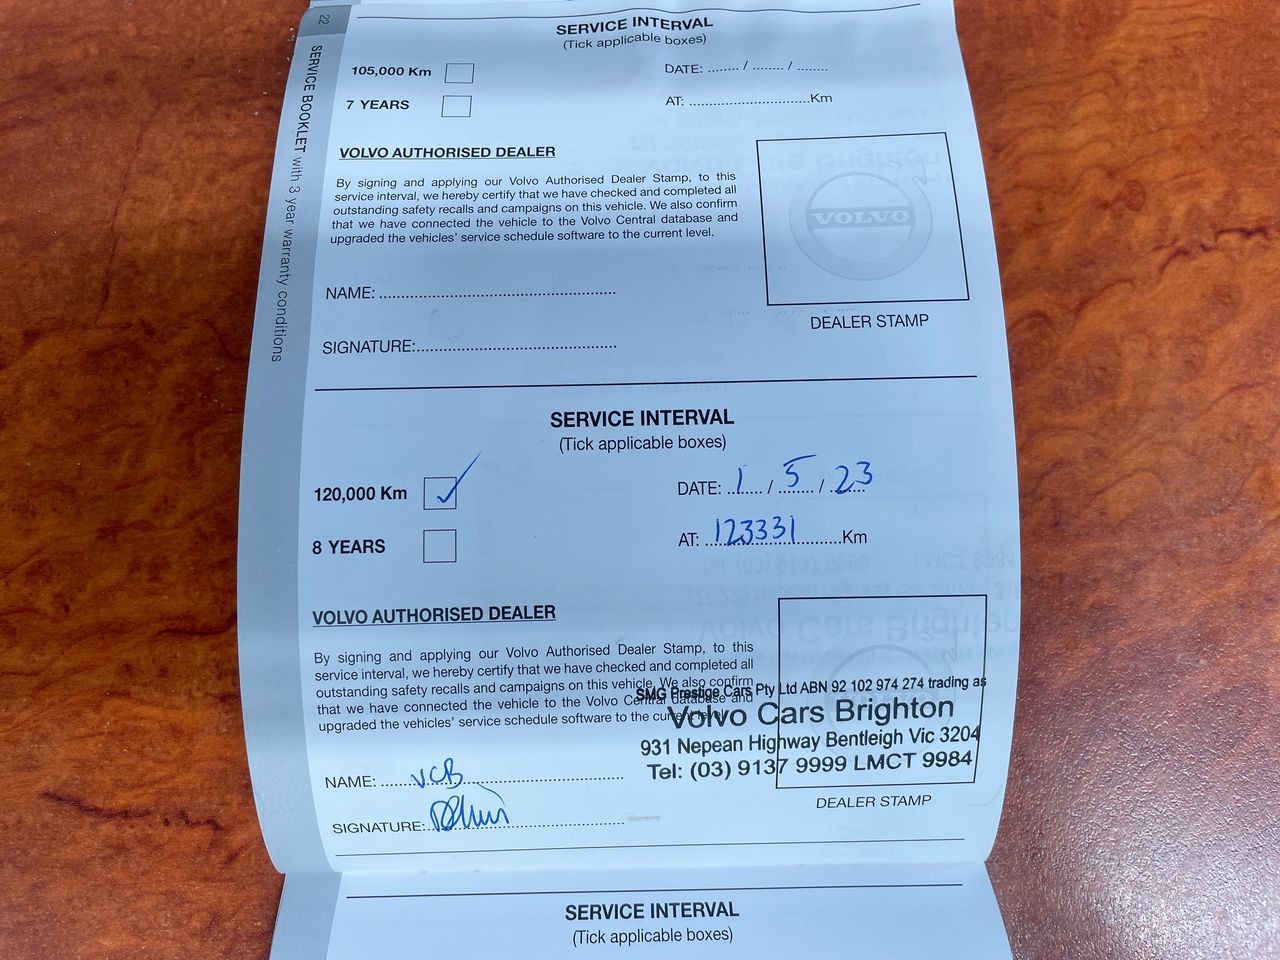 22
SERVICE BOOKLET with 3 year warranty conditions
SERVICE INTERVAL
(Tick applicable boxes)
105,000 Km
DATE: ........ / ........ / ........
7 YEARS
AT: .............................Km
VOLVO AUTHORISED DEALER
By signing and applying our Volvo Authorised Dealer Stamp, to this
service interval, we hereby certify that we have checked and completed all
outstanding safety recalls and campaigns on this vehicle. We also confirm
that we have connected the vehicle to the Volvo Central database and
upgraded the vehicles' service schedule software to the current level.
VOLVO
NAME: ............................................................
DEALER STAMP
SIGNATURE:...................................................
SERVICE INTERVAL
(Tick applicable boxes)
120,000 Km ✓
DATE: 1 / 5 / 23
8 YEARS
AT: 123331 Km
VOLVO AUTHORISED DEALER
By signing and applying our Volvo Authorised Dealer Stamp, to this
service interval, we hereby certify that we have checked and completed all
outstanding safety recalls and campaigns on this vehicle. We also confirm
that we have connected the vehicle to the Volvo Central database and
upgraded the vehicles' service schedule software to the current level.
SMG Prestige Cars Pty Ltd ABN 92 102 974 274 trading as
Volvo Cars Brighton
931 Nepean Highway Bentleigh Vic 3204
Tel: (03) 9137 9999 LMCT 9984
NAME: VCB
DEALER STAMP
SIGNATURE:
SERVICE INTERVAL
(Tick applicable boxes)